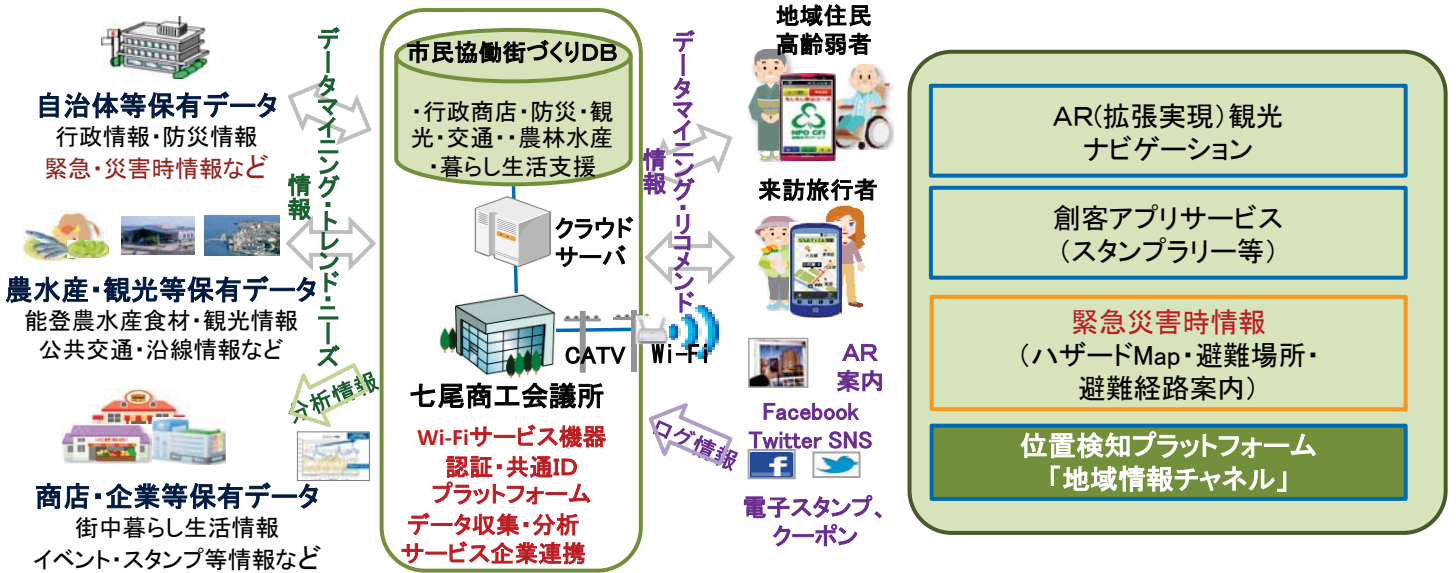 自治体等保有データ
行政情報・防災情報
緊急・災害時情報など
農水産・観光等保有データ
能登農水産食材・観光情報
公共交通・沿線情報など
商店・企業等保有データ
街中暮らし生活情報
イベント・スタンプ等情報など
データマイニング・トレンド・ニーズ
情報
分析情報
市民協働街づくりDB
・行政商店・防災・観
光・交通・・農林水産
・暮らし生活支援
クラウド
サーバ
CATV
Wi-Fi
七尾商工会議所
Wi-Fiサービス機器
認証・共通ID
プラットフォーム
データ収集・分析
サービス企業連携
データマイニング・リコメンド
情報
ログ情報
地域住民
高齢弱者
NPO CFI
来訪旅行者
AR
案内
Facebook
Twitter SNS
電子スタンプ、
クーポン
AR(拡張実現)観光
ナビゲーション
創客アプリサービス
(スタンプラリー等)
緊急災害時情報
(ハザードMap・避難場所・
避難経路案内)
位置検知プラットフォーム
「地域情報チャネル」